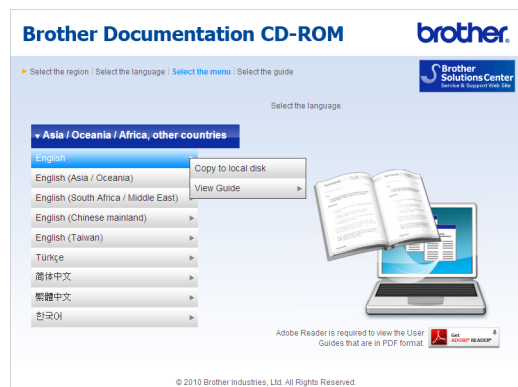 Brother Documentation CD-ROM
brother.
Select the region | Select the language | Select the menu | Select the guide
Brother
Solutions Center
Service & Support Web Site
Select the language.
Asia / Oceania / Africa, other countries
English
Copy to local disk
View Guide
English (Asia / Oceania)
English (South Africa / Middle East)
English (Chinese mainland)
English (Taiwan)
Türkçe
简体中文
繁體中文
한국어
Adobe Reader is required to view the User
Guides that are in PDF format.
Get
ADOBE® READER®
© 2010 Brother Industries, Ltd. All Rights Reserved.